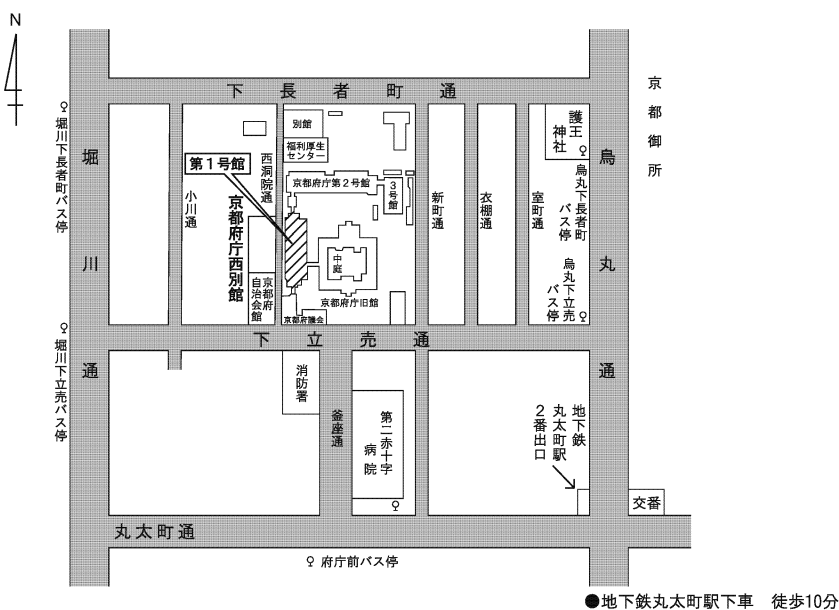 N
下長者町通
京都御所
別館
護王
神社
堀川下長者町バス停
福利厚生
センター
堀川通
烏丸通
第１号館
西洞院通
京都府庁第２号館
３号館
烏丸下長者町
バス停
小川通
新町通
衣棚通
室町通
京都府庁西別館
中庭
烏丸下立売
バス停
京都府
自治会館
京都府庁旧館
京都府議会
下立売通
堀川下立売バス停
消防署
釜座通
第二赤十字
病院
地下鉄
丸太町駅
２番出口
交番
丸太町通
府庁前バス停
●地下鉄丸太町駅下車　徒歩10分